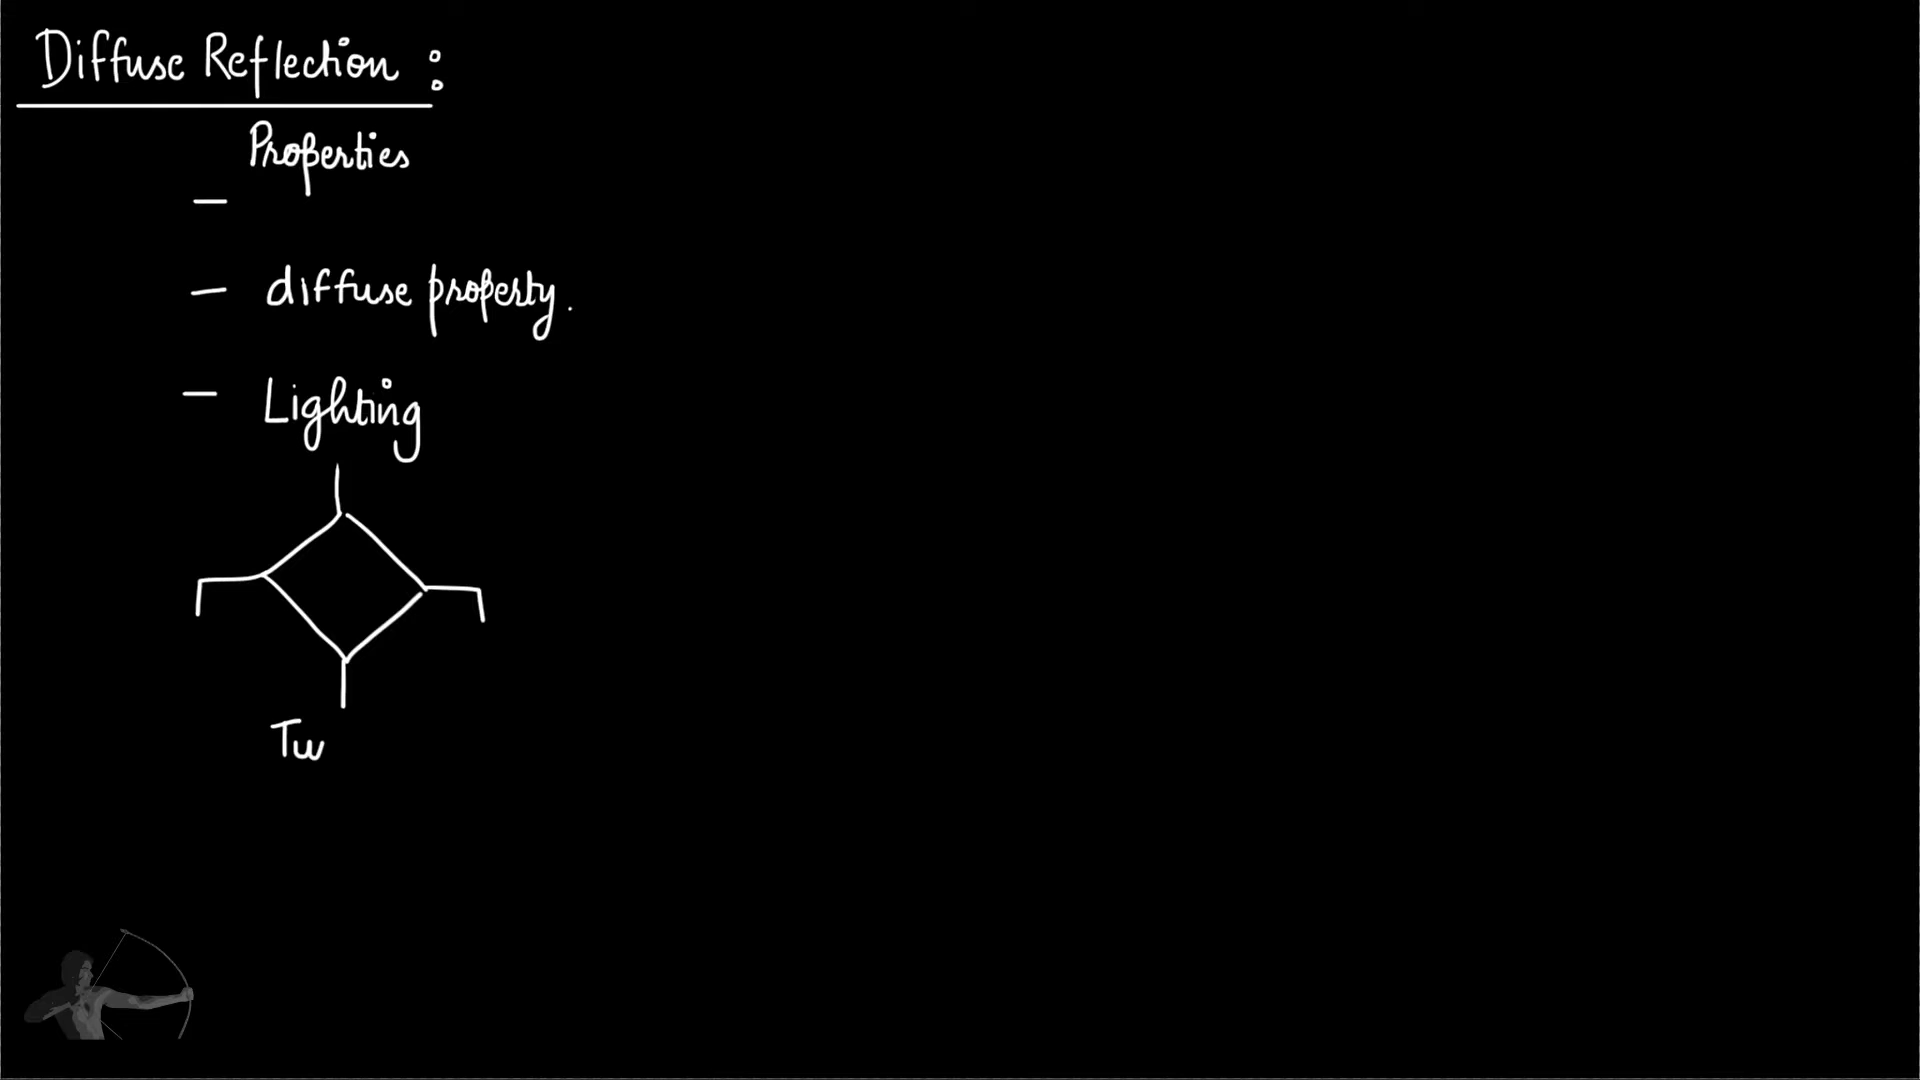 Diffuse Reflection :
Properties
—
— diffuse property.
— Lighting
Tw